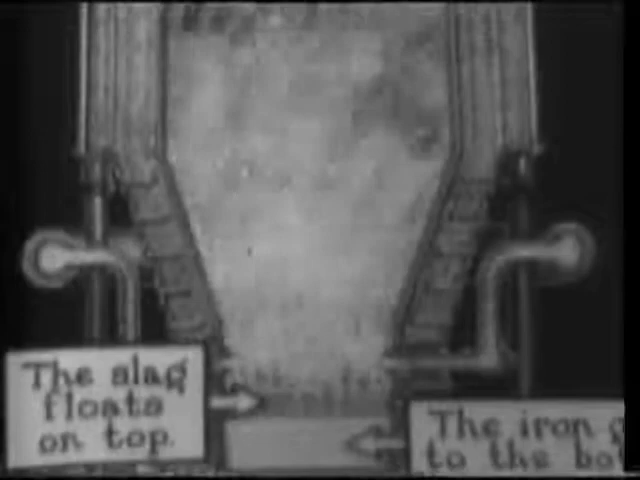 The slag
floats
on top.
The iron
to the